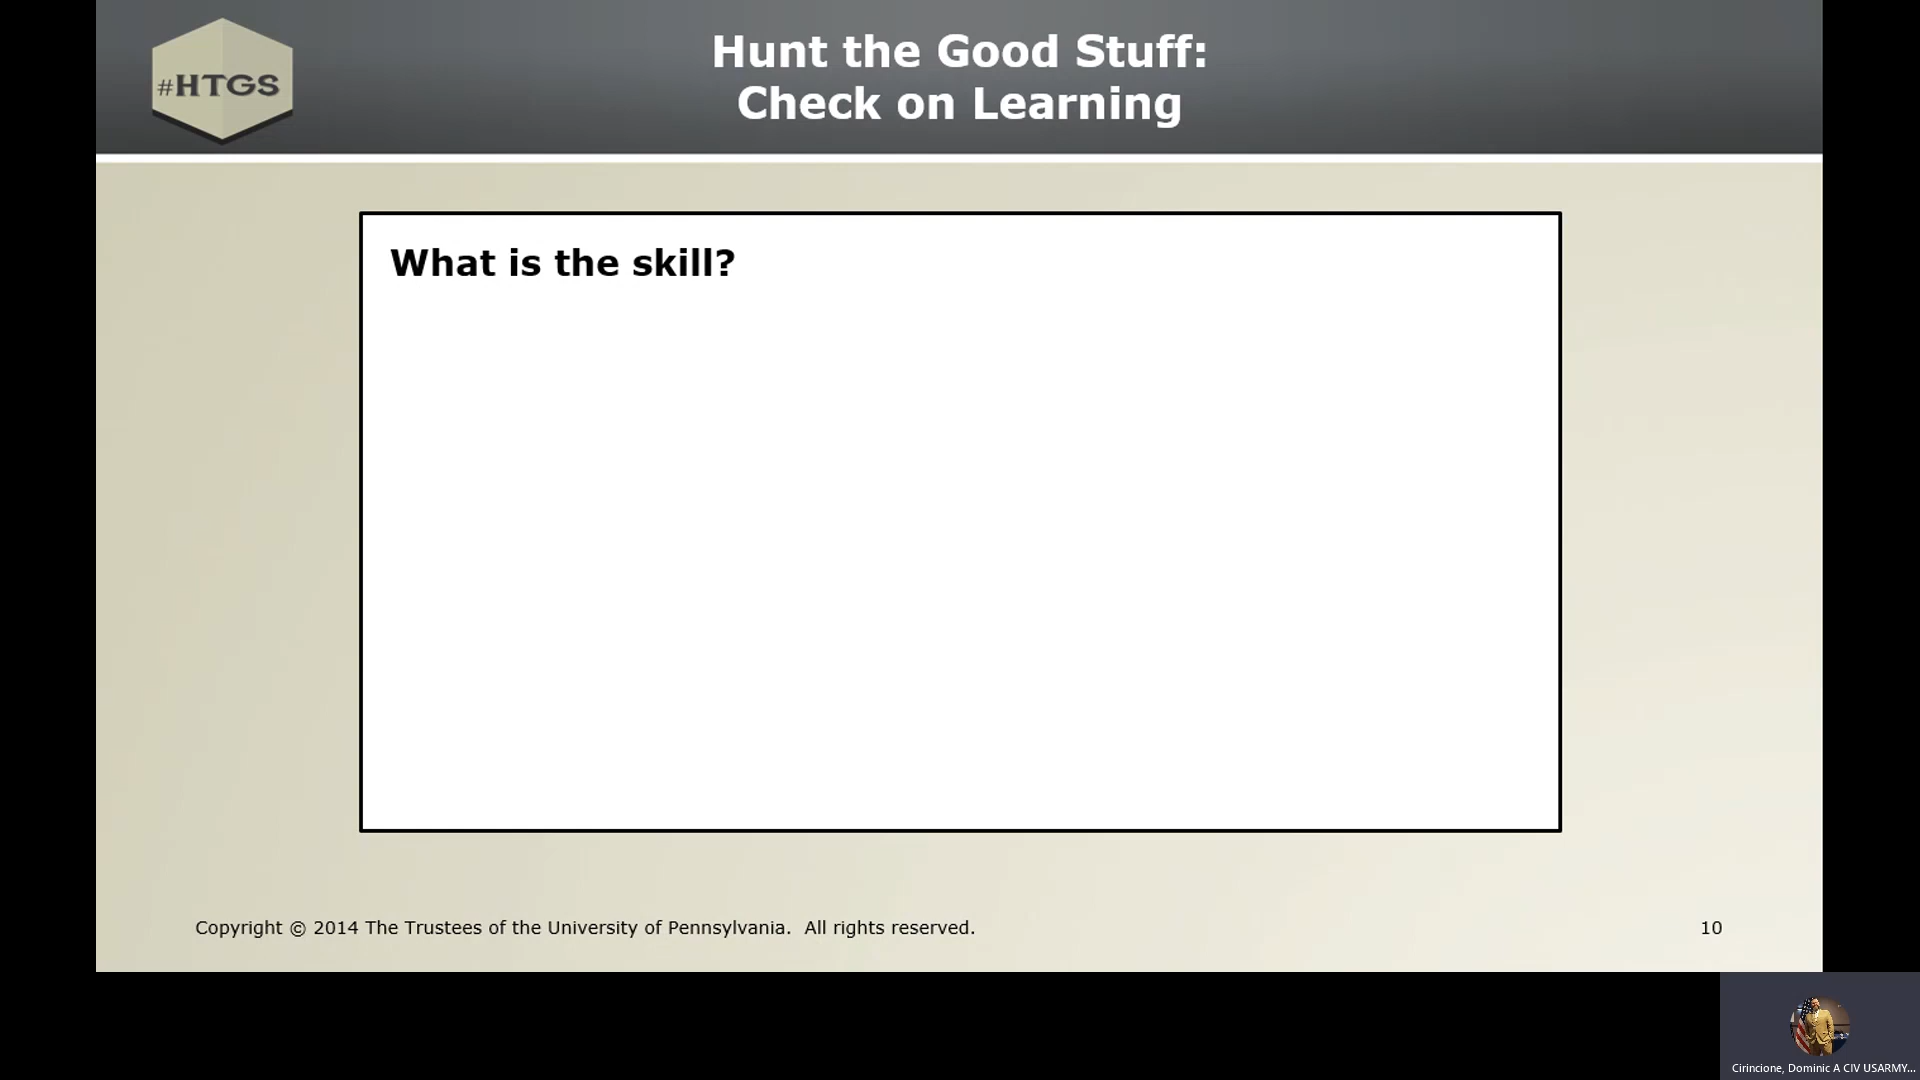 #HTGS
Hunt the Good Stuff:
Check on Learning
What is the skill?
Copyright © 2014 The Trustees of the University of Pennsylvania.  All rights reserved.
10
Cirincione, Dominic A CIV USARMY...